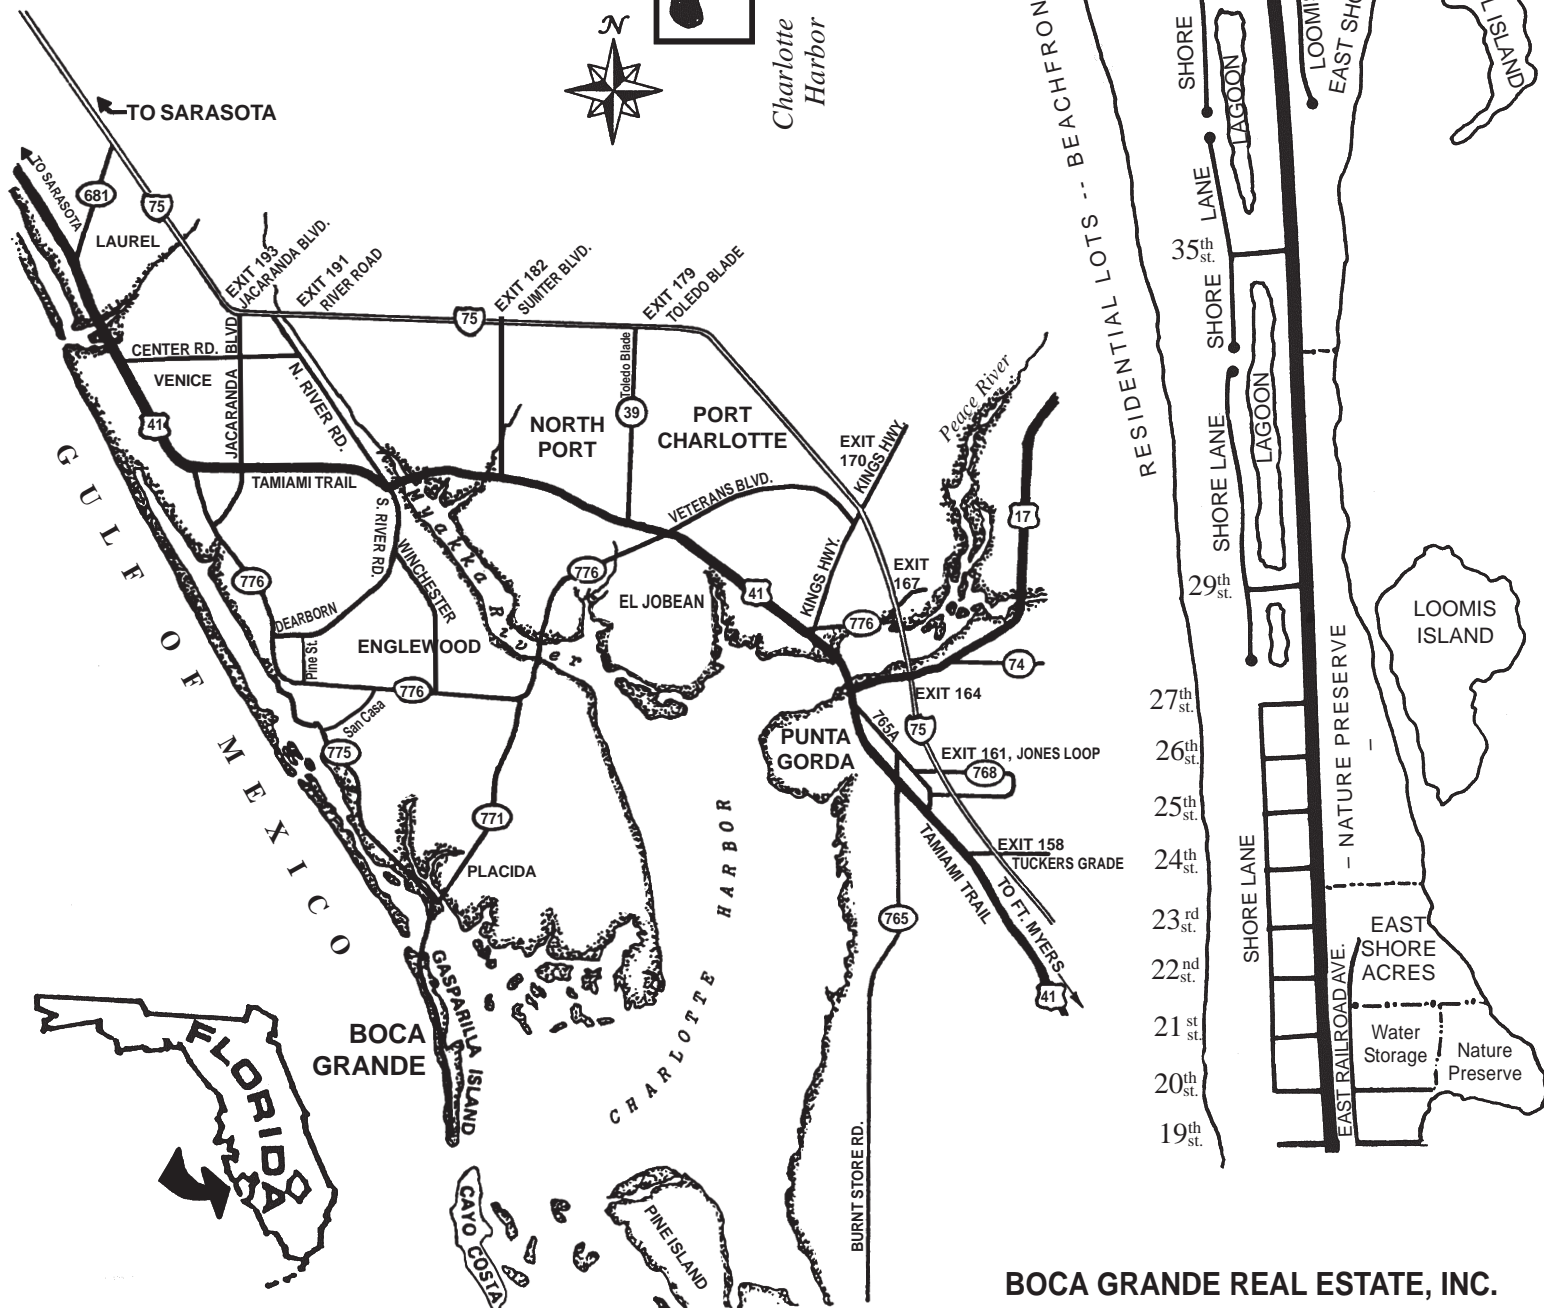 N
Charlotte
Harbor
TO SARASOTA
TO SARASOTA
681
75
LAUREL
EXIT 193
JACARANDA BLVD.
EXIT 191
RIVER ROAD
EXIT 182
SUMTER BLVD.
EXIT 179
TOLEDO BLADE
75
CENTER RD.
JACARANDA BLVD
VENICE
N. RIVER RD.
41
Toledo Blade
39
NORTH
PORT
PORT
CHARLOTTE
Peace River
EXIT
170
KINGS HWY.
TAMIAMI TRAIL
VETERANS BLVD.
17
S. RIVER RD.
WINCHESTER
Myakka River
776
776
EL JOBEAN
41
KINGS HWY.
EXIT
167
776
DEARBORN
Pine St.
ENGLEWOOD
776
74
EXIT 164
San Casa
775
PUNTA
GORDA
765A
75
EXIT 161, JONES LOOP
768
771
PLACIDA
EXIT 158
TUCKERS GRADE
TAMIAMI TRAIL
TO FT. MYERS
765
41
GULF OF MEXICO
CHARLOTTE HARBOR
GASPARILLA ISLAND
BOCA
GRANDE
FLORIDA
CAYO COSTA
PINE ISLAND
BURNT STORE RD.
RESIDENTIAL LOTS -- BEACHFRON
SHORE
LAGOON
LOOMIS
EAST SHO
L ISLAND
LANE
35th st.
SHORE
LAGOON
SHORE LANE
29th st.
LOOMIS
ISLAND
NATURE PRESERVE
27th st.
26th st.
25th st.
24th st.
23rd st.
22nd st.
21st st.
20th st.
19th st.
SHORE LANE
EAST
SHORE
ACRES
EAST RAILROAD AVE.
Water
Storage
Nature
Preserve
BOCA GRANDE REAL ESTATE, INC.